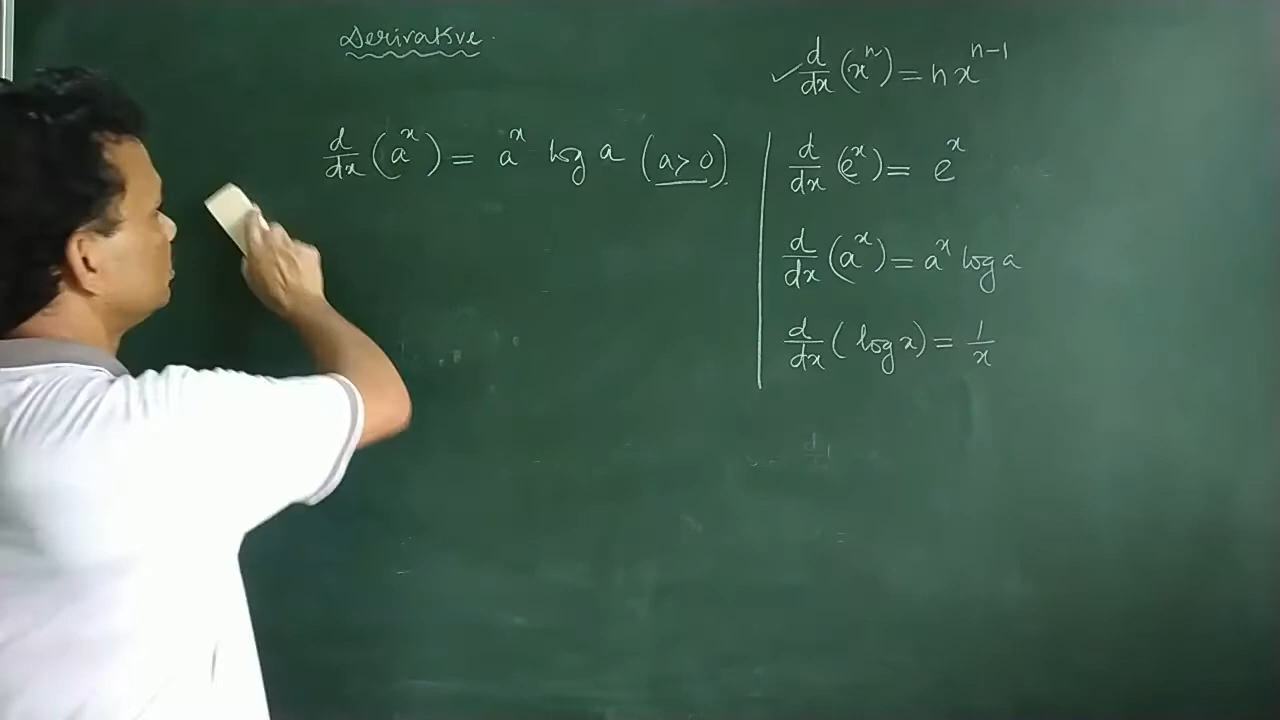 Derivative.
d/dx (a^x) = a^x log a (a > 0).
✓ d/dx (x^n) = n x^{n-1}
d/dx (e^x) = e^x
d/dx (a^x) = a^x log a
d/dx (log x) = 1/x